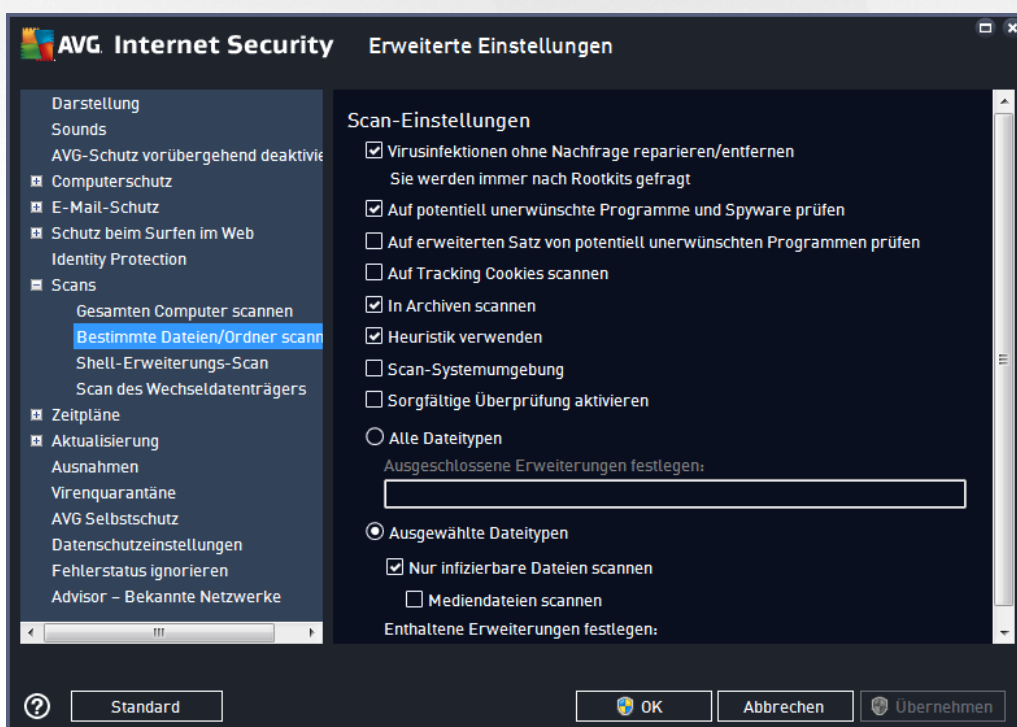 AVG. Internet Security Erweiterte Einstellungen
Darstellung
Sounds
AVG-Schutz vorübergehend deaktivie
Computerschutz
E-Mail-Schutz
Schutz beim Surfen im Web
Identity Protection
Scans
Gesamten Computer scannen
Bestimmte Dateien/Ordner scann
Shell-Erweiterungs-Scan
Scan des Wechseldatenträgers
Zeitpläne
Aktualisierung
Ausnahmen
Virenquarantäne
AVG Selbstschutz
Datenschutzeinstellungen
Fehlerstatus ignorieren
Advisor – Bekannte Netzwerke
Scan-Einstellungen
Virusinfektionen ohne Nachfrage reparieren/entfernen
Sie werden immer nach Rootkits gefragt
Auf potentiell unerwünschte Programme und Spyware prüfen
Auf erweiterten Satz von potentiell unerwünschten Programmen prüfen
Auf Tracking Cookies scannen
In Archiven scannen
Heuristik verwenden
Scan-Systemumgebung
Sorgfältige Überprüfung aktivieren
Alle Dateitypen
Ausgeschlossene Erweiterungen festlegen:
Ausgewählte Dateitypen
Nur infizierbare Dateien scannen
Mediendateien scannen
Enthaltene Erweiterungen festlegen:
Standard
OK
Abbrechen
Übernehmen